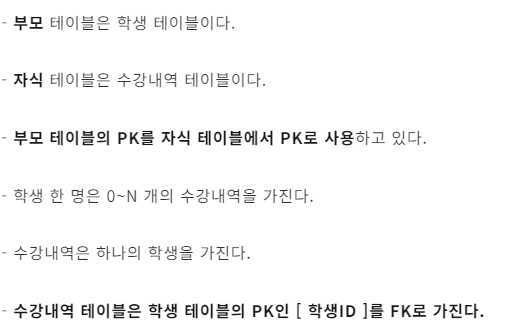 - 부모 테이블은 학생 테이블이다.
- 자식 테이블은 수강내역 테이블이다.
- 부모 테이블의 PK를 자식 테이블에서 PK로 사용하고 있다.
- 학생 한 명은 0~N 개의 수강내역을 가진다.
- 수강내역은 하나의 학생을 가진다.
- 수강내역 테이블은 학생 테이블의 PK인 [ 학생ID ]를 FK로 가진다.